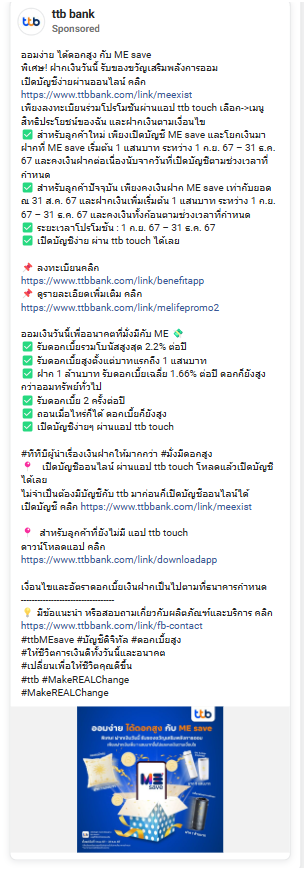 ttb bank
Sponsored
ออมง่าย ได้ดอกสูง กับ ME save
พิเศษ! ฝากเงินวันนี้ รับของขวัญเสริมพลังการออม
เปิดบัญชีง่ายผ่านออนไลน์ คลิก
https://www.ttbbank.com/link/meexist
เพียงลงทะเบียนร่วมโปรโมชันผ่านแอป ttb touch เลือก->เมนู
สิทธิประโยชน์ของฉัน และฝากเงินตามเงื่อนไข
✅ สำหรับลูกค้าใหม่ เพียงเปิดบัญชี ME save และโยกเงินมา
ฝากที่ ME save เริ่มต้น 1 แสนบาท ระหว่าง 1 ก.ย. 67 – 31 ธ.ค.
67 และคงเงินฝากต่อเนื่องนับจากวันที่เปิดบัญชีตามช่วงเวลาที่
กำหนด
✅ สำหรับลูกค้าปัจจุบัน เพียงคงเงินฝาก ME save เท่ากับยอด
ณ 31 ส.ค. 67 และฝากเงินเพิ่มเริ่มต้น 1 แสนบาท ระหว่าง 1 ก.ย.
67 – 31 ธ.ค. 67 และคงเงินทั้งก้อนตามช่วงเวลาที่กำหนด
✅ ระยะเวลาโปรโมชัน : 1 ก.ย. 67 – 31 ธ.ค. 67
✅ เปิดบัญชีง่าย ผ่าน ttb touch ได้เลย
📌 ลงทะเบียนคลิก
https://www.ttbbank.com/link/benefitapp
📌 ดูรายละเอียดเพิ่มเติม คลิก
https://www.ttbbank.com/link/melifepromo2
ออมเงินวันนี้เพื่ออนาคตที่มั่งมีกับ ME 💸
✅ รับดอกเบี้ยรวมโบนัสสูงสุด 2.2% ต่อปี
✅ รับดอกเบี้ยสูงตั้งแต่บาทแรกถึง 1 แสนบาท
✅ ฝาก 1 ล้านบาท รับดอกเบี้ยเฉลี่ย 1.66% ต่อปี ดอกก็ยังสูง
กว่าออมทรัพย์ทั่วไป
✅ รับดอกเบี้ย 2 ครั้งต่อปี
✅ ถอนเมื่อไหร่ก็ได้ ดอกเบี้ยก็ยังสูง
✅ เปิดบัญชีง่ายๆ ผ่านแอป ttb touch
#ทีทีบีผู้นำเรื่องเงินฝากให้มากกว่า #มั่งมีดอกสูง
📍 เปิดบัญชีออนไลน์ ผ่านแอป ttb touch โหลดแล้วเปิดบัญชี
ได้เลย
ไม่จำเป็นต้องมีบัญชีกับ ttb มาก่อนก็เปิดบัญชีออนไลน์ได้
เปิดบัญชี คลิก https://www.ttbbank.com/link/meexist
📍 สำหรับลูกค้าที่ยังไม่มี แอป ttb touch
ดาวน์โหลดแอป คลิก
https://www.ttbbank.com/link/downloadapp
เงื่อนไขและอัตราดอกเบี้ยเงินฝากเป็นไปตามที่ธนาคารกำหนด
-----------------------------------
💡 มีข้อแนะนำ หรือสอบถามเกี่ยวกับผลิตภัณฑ์และบริการ คลิก
https://www.ttbbank.com/link/fb-contact
#ttbMEsave #บัญชีดิจิทัล #ดอกเบี้ยสูง
#ให้ชีวิตการเงินดีทั้งวันนี้และอนาคต
#เปลี่ยนเพื่อให้ชีวิตคุณดีขึ้น
#ttb #MakeREALChange
#MakeREALChange
ttb
ออมง่าย ได้ดอกสูง กับ ME save
พิเศษ! ฝากเงินวันนี้ รับของขวัญเสริมพลังการออม
ME
save